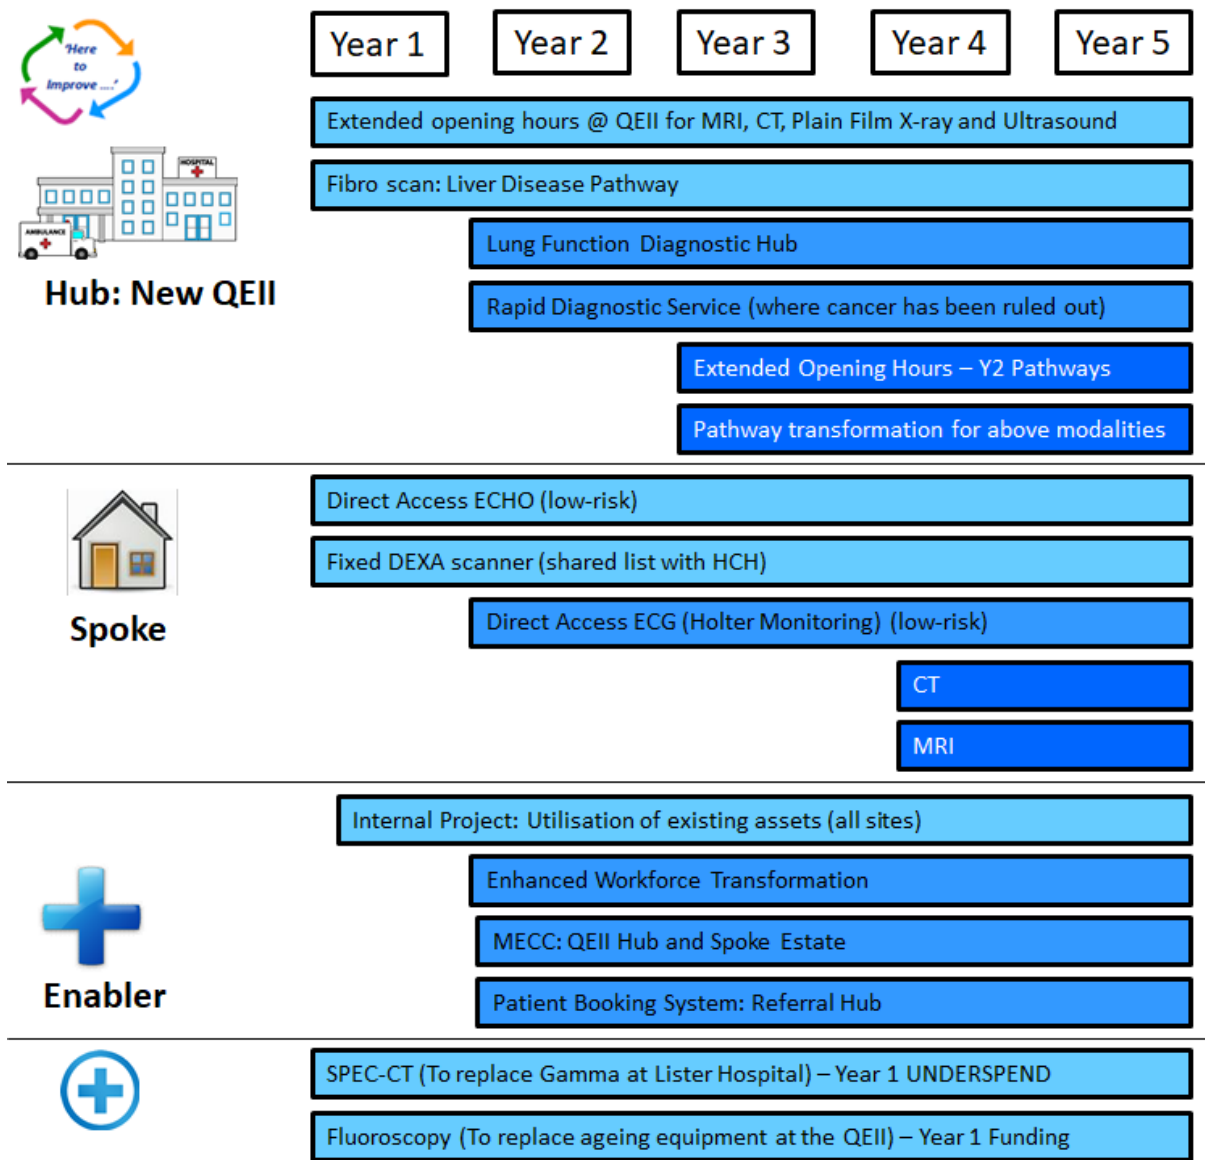 'Here
to
Improve ....'
Year 1
Year 2
Year 3
Year 4
Year 5
Extended opening hours @ QEII for MRI, CT, Plain Film X-ray and Ultrasound
HOSPITAL
AMBULANCE
Hub: New QEII
Fibro scan: Liver Disease Pathway
Lung Function Diagnostic Hub
Rapid Diagnostic Service (where cancer has been ruled out)
Extended Opening Hours – Y2 Pathways
Pathway transformation for above modalities
Spoke
Direct Access ECHO (low-risk)
Fixed DEXA scanner (shared list with HCH)
Direct Access ECG (Holter Monitoring) (low-risk)
CT
MRI
Enabler
Internal Project: Utilisation of existing assets (all sites)
Enhanced Workforce Transformation
MECC: QEII Hub and Spoke Estate
Patient Booking System: Referral Hub
SPEC-CT (To replace Gamma at Lister Hospital) – Year 1 UNDERSPEND
Fluoroscopy (To replace ageing equipment at the QEII) – Year 1 Funding